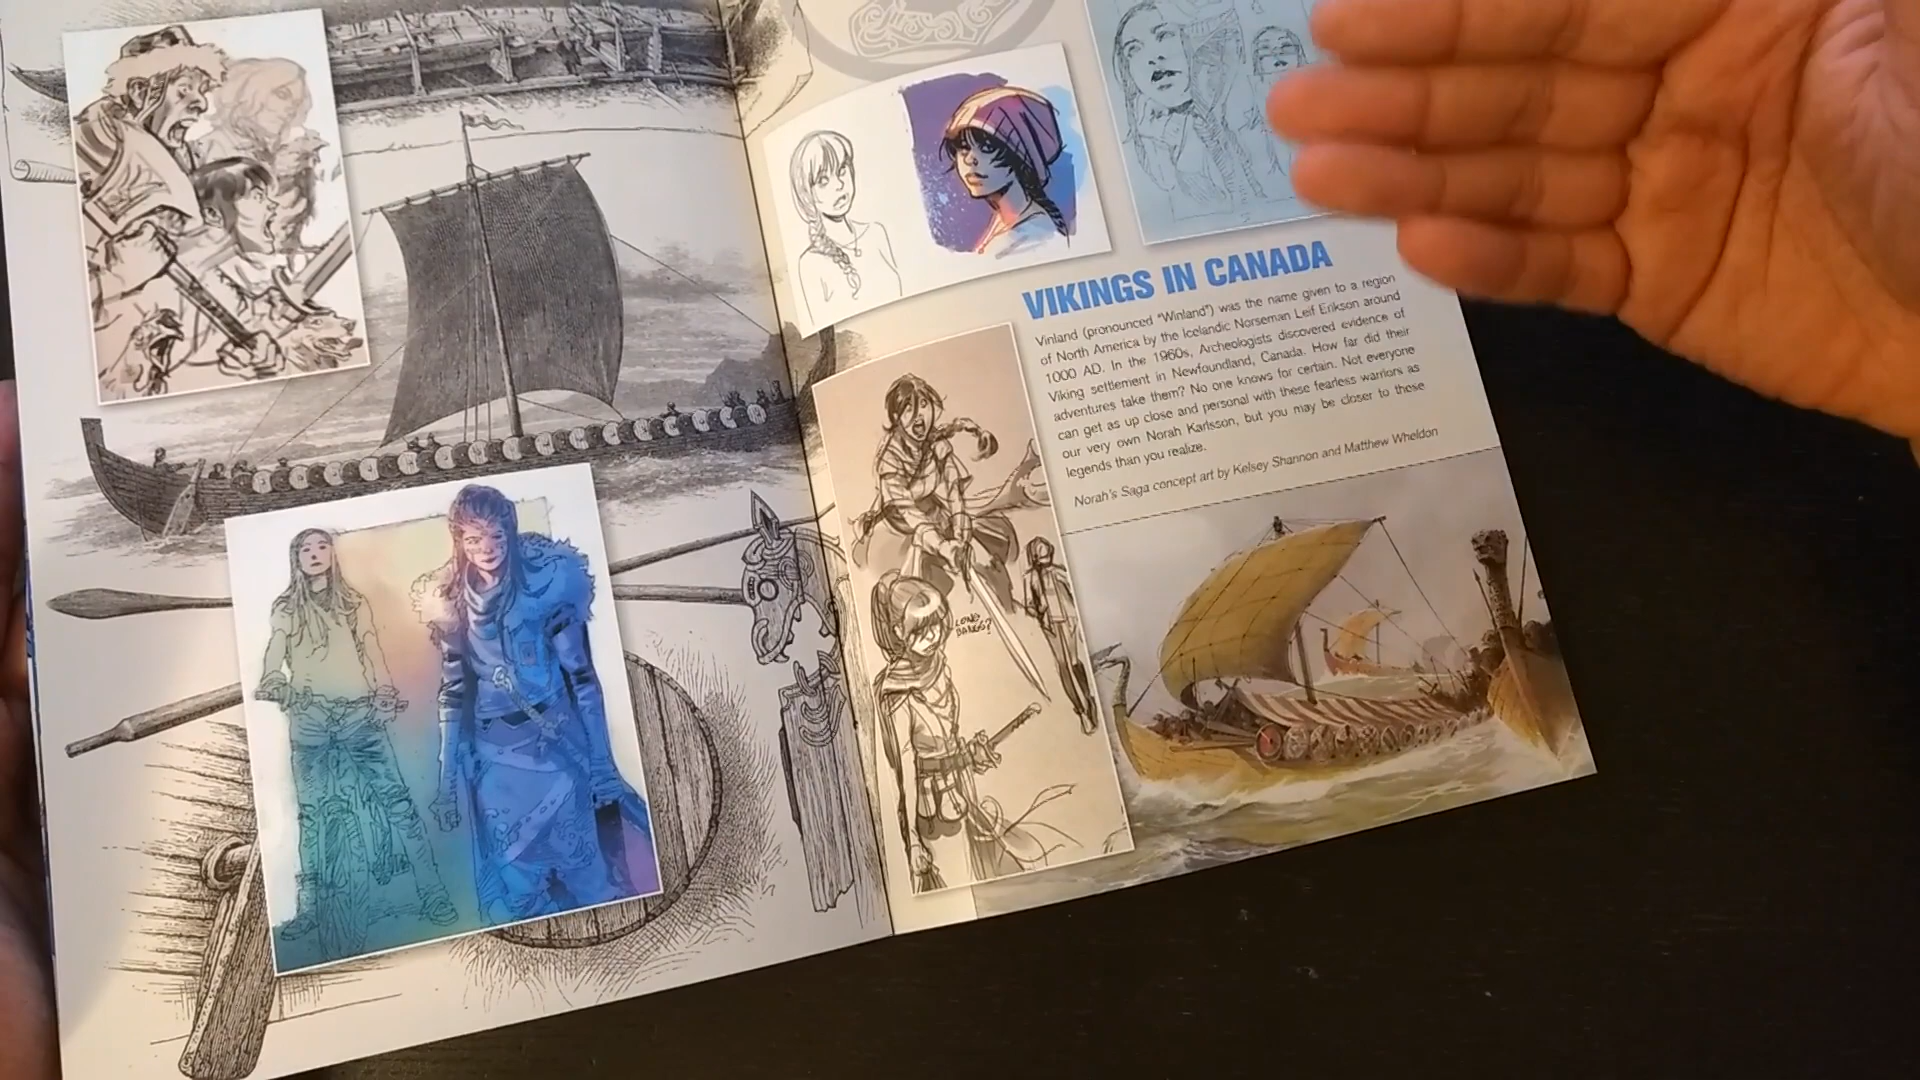 VIKINGS IN CANADA
Vinland (pronounced "Winland") was the name given to a region
of North America by the Icelandic Norseman Leif Erikson around
1000 AD. In the 1960s, Archeologists discovered evidence of
Viking settlement in Newfoundland, Canada. How far did their
adventures take them? No one knows for certain. Not everyone
can get as up close and personal with these fearless warriors as
our very own Norah Karlsson, but you may be closer to these
legends than you realize.
Norah's Saga concept art by Kelsey Shannon and Matthew Wheldon
LONG
BANGS?